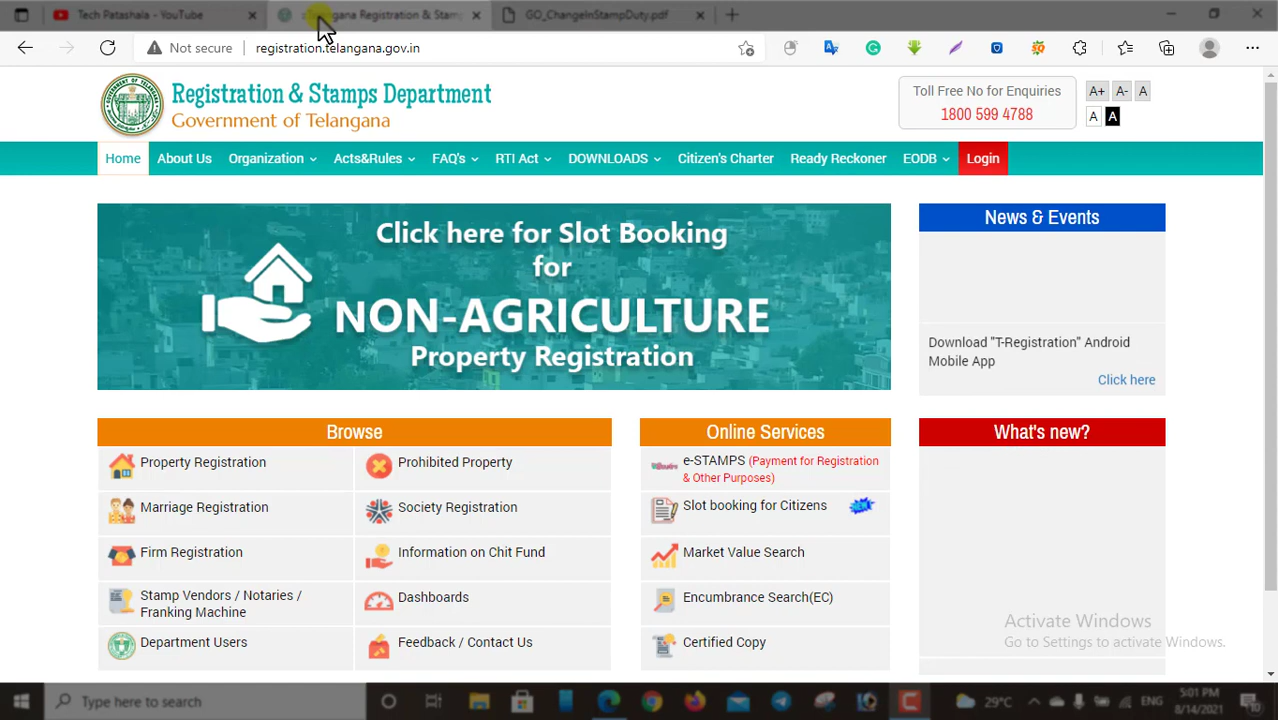 Tech Patashala - YouTube
Telangana Registration & Stamp
GO_ChangeInStampDuty.pdf
Not secure
registration.telangana.gov.in
Registration & Stamps Department
Government of Telangana
Toll Free No for Enquiries
1800 599 4788
A+ A- A
A A
Home About Us Organization Acts&Rules FAQ's RTI Act DOWNLOADS Citizen's Charter Ready Reckoner EODB Login
Click here for Slot Booking
for
NON-AGRICULTURE
Property Registration
News & Events
Download "T-Registration" Android
Mobile App
Click here
Browse
Property Registration
Prohibited Property
Marriage Registration
Society Registration
Firm Registration
Information on Chit Fund
Stamp Vendors / Notaries /
Franking Machine
Dashboards
Department Users
Feedback / Contact Us
Online Services
e-STAMPS (Payment for Registration
& Other Purposes)
Slot booking for Citizens
Market Value Search
Encumbrance Search(EC)
Certified Copy
What's new?
Activate Windows
Go to Settings to activate Windows.
Type here to search
29°C
ENG
5:01 PM
8/14/2021